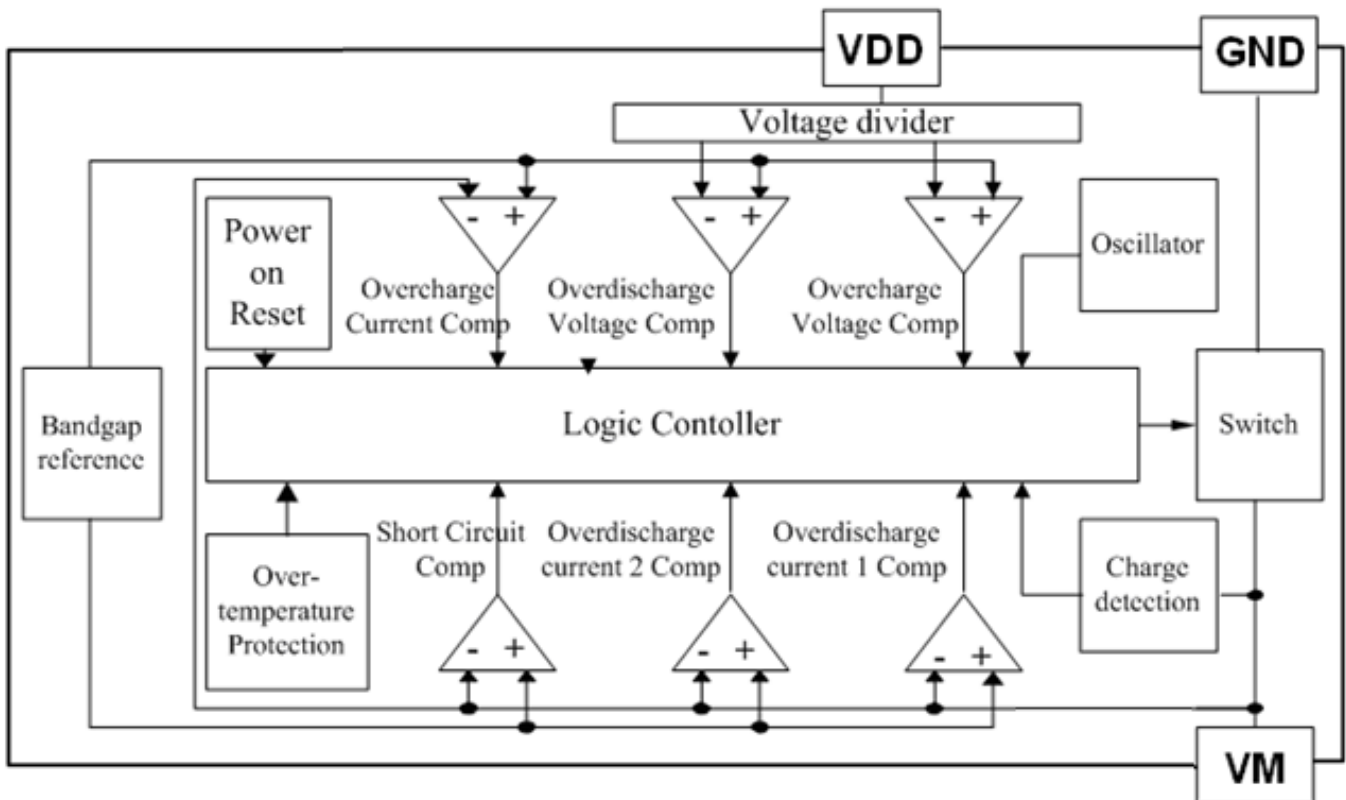 VDD
GND
Voltage divider
- +
- +
- +
Power
on
Reset
Oscillator
Overcharge
Current Comp
Overdischarge
Voltage Comp
Overcharge
Voltage Comp
Bandgap
reference
Logic Contoller
Switch
Short Circuit
Comp
Overdischarge
current 2 Comp
Overdischarge
current 1 Comp
Charge
detection
Over-
temperature
Protection
- +
- +
- +
VM